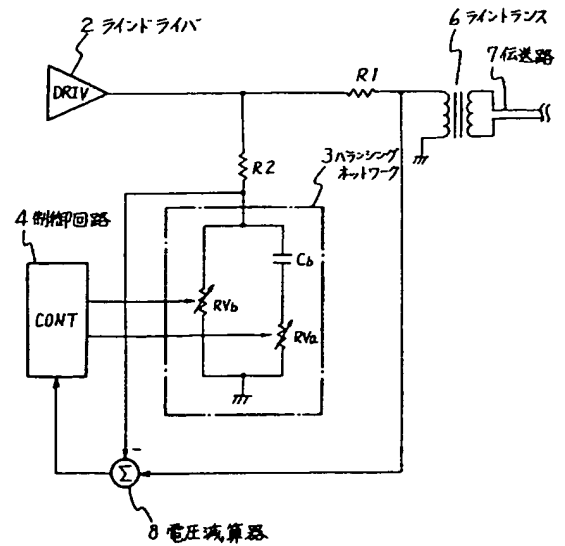 6 ライントランス
2 ラインドライバ
7伝送路
R1
DRIV
R2
3ハランシング
ネットワーク
4 制御回路
Cb
CONT
RVb
RVa
-
Σ
8 電圧減算器